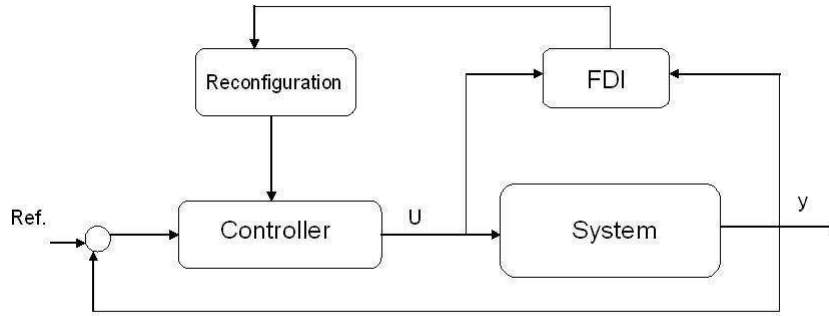 Reconfiguration
FDI
Ref.
Controller
U
System
y